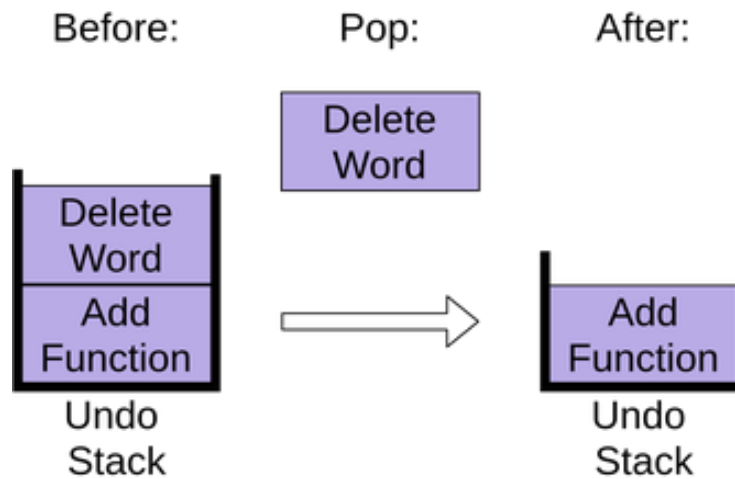 Before:
Pop:
After:
Delete
Word
Delete
Word
Add
Function
Undo
Stack
Add
Function
Undo
Stack